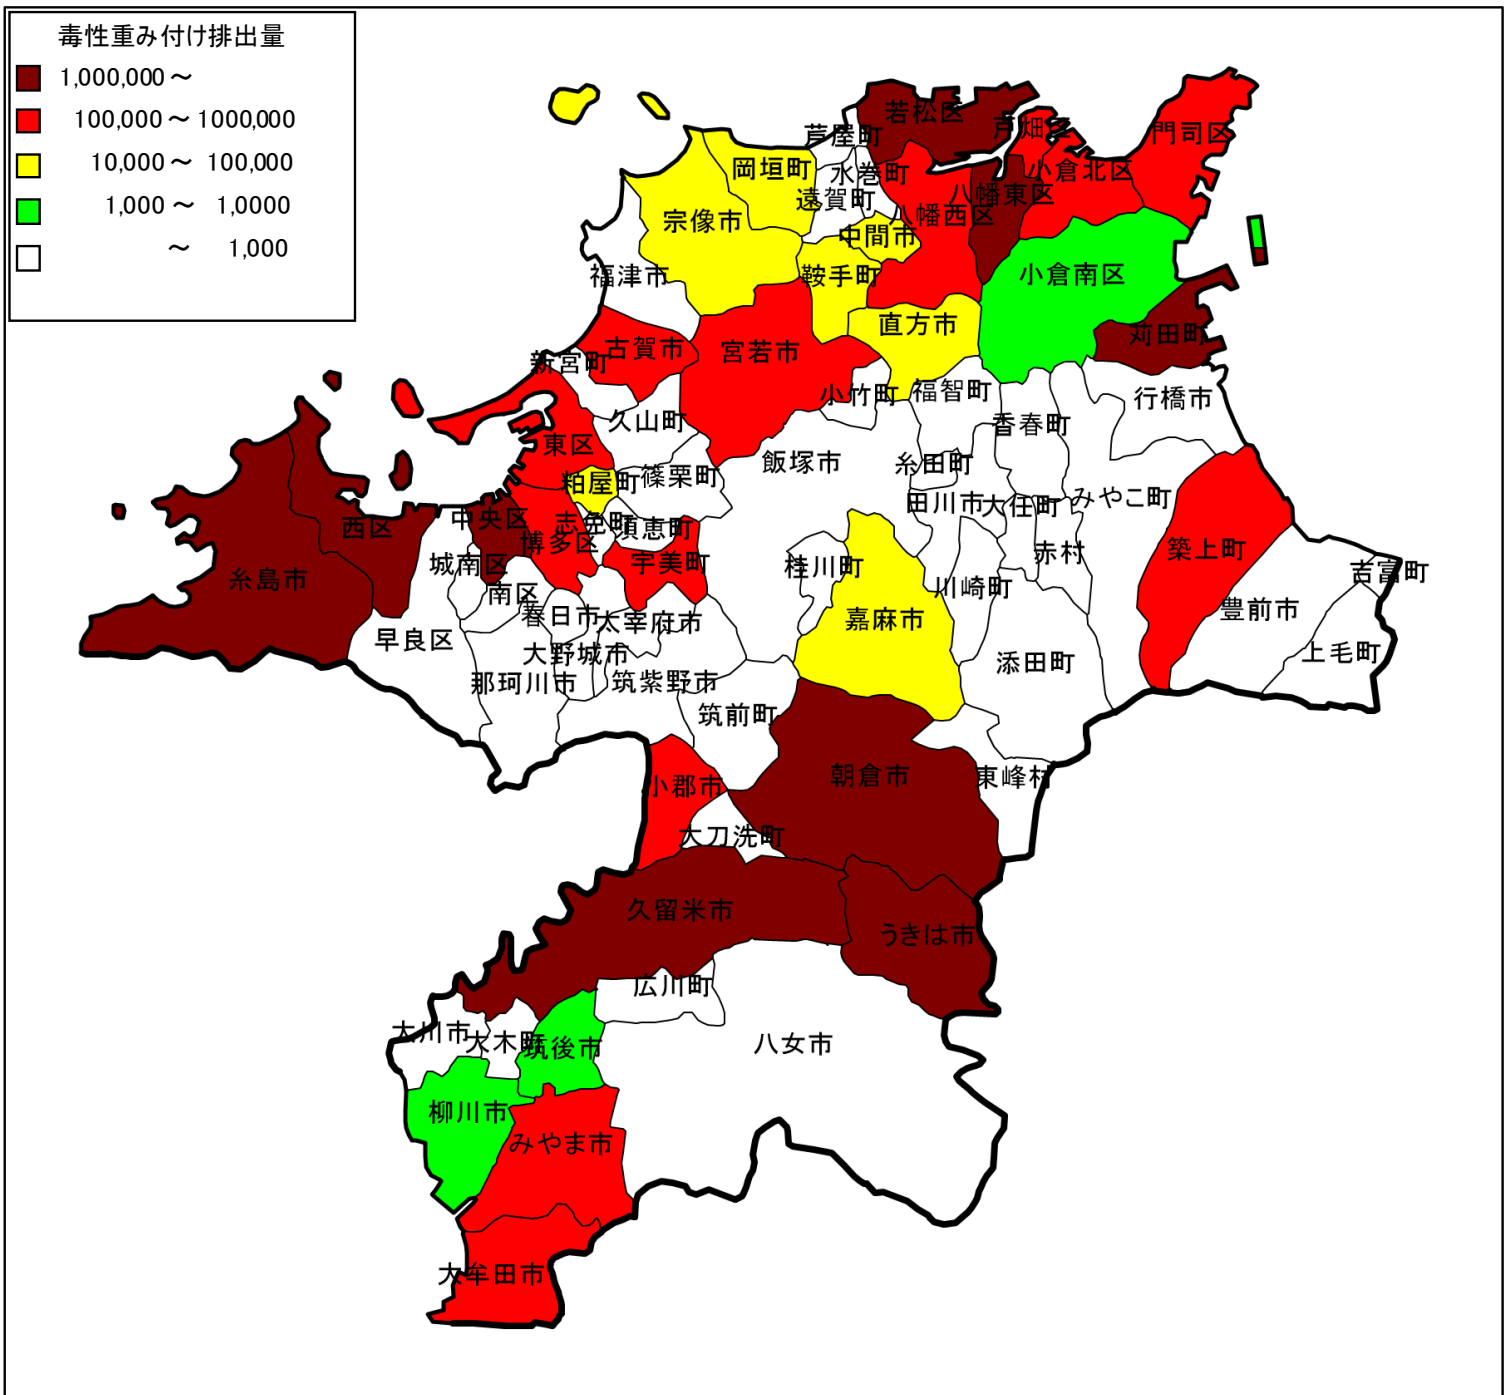 毒性重み付け排出量
1,000,000～
100,000～1000,000
10,000～ 100,000
1,000～ 1,0000
～ 1,000
若松区
戸畑区
門司区
芦屋町
岡垣町
水巻町
小倉北区
遠賀町
八幡東区
宗像市
八幡西区
中間市
福津市
鞍手町
小倉南区
直方市
苅田町
古賀市
宮若市
新宮町
小竹町
福智町
行橋市
久山町
香春町
東区
飯塚市
糸田町
粕屋町
篠栗町
みやこ町
田川市
大任町
中央区
西区
志免町
須恵町
博多区
築上町
赤村
城南区
宇美町
桂川町
吉富町
糸島市
川崎町
南区
春日市
太宰府市
嘉麻市
豊前市
早良区
大野城市
上毛町
添田町
那珂川市
筑紫野市
筑前町
朝倉市
東峰村
小郡市
大刀洗町
久留米市
うきは市
広川町
大川市
大木町
筑後市
八女市
柳川市
みやま市
大牟田市